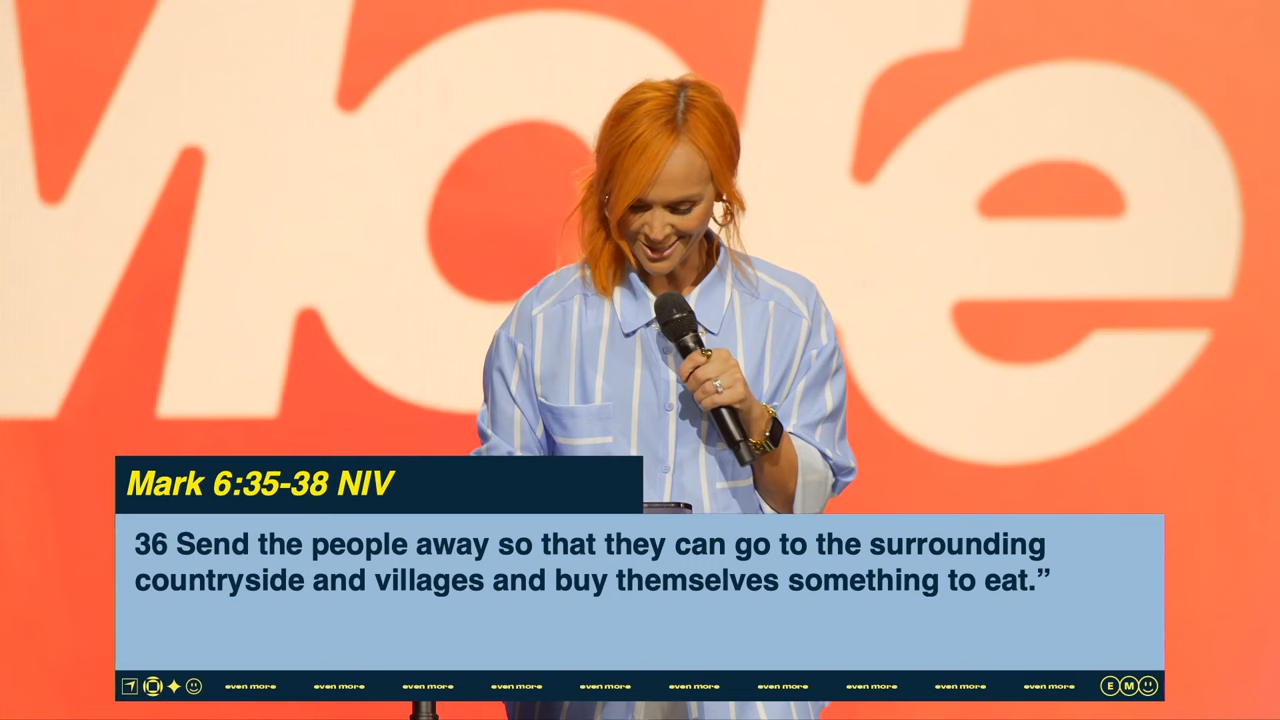 More
Mark 6:35-38 NIV
36 Send the people away so that they can go to the surrounding
countryside and villages and buy themselves something to eat.”
even more even more even more even more even more even more even more even more even more even more E M